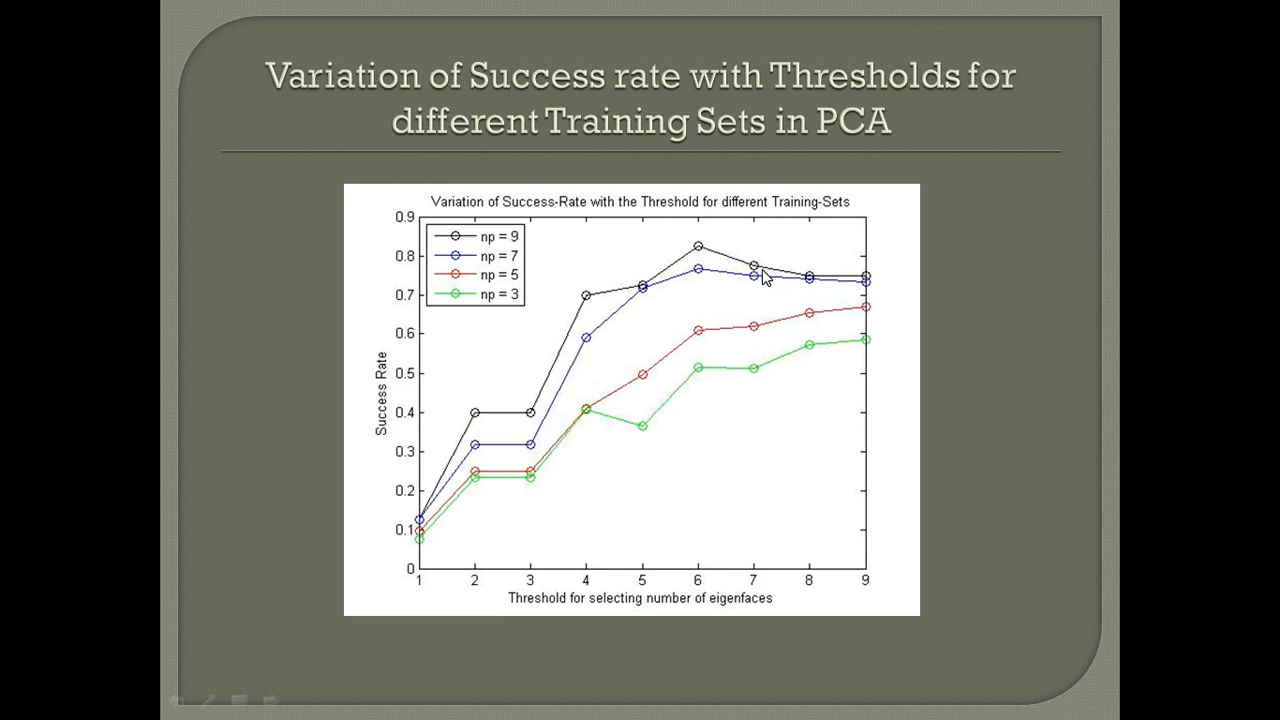 Variation of Success rate with Thresholds for
different Training Sets in PCA
Variation of Success-Rate with the Threshold for different Training-Sets
0.9
0.8
0.7
0.6
0.5
0.4
0.3
0.2
0.1
0
np = 9
np = 7
np = 5
np = 3
Success Rate
1 2 3 4 5 6 7 8 9
Threshold for selecting number of eigenfaces